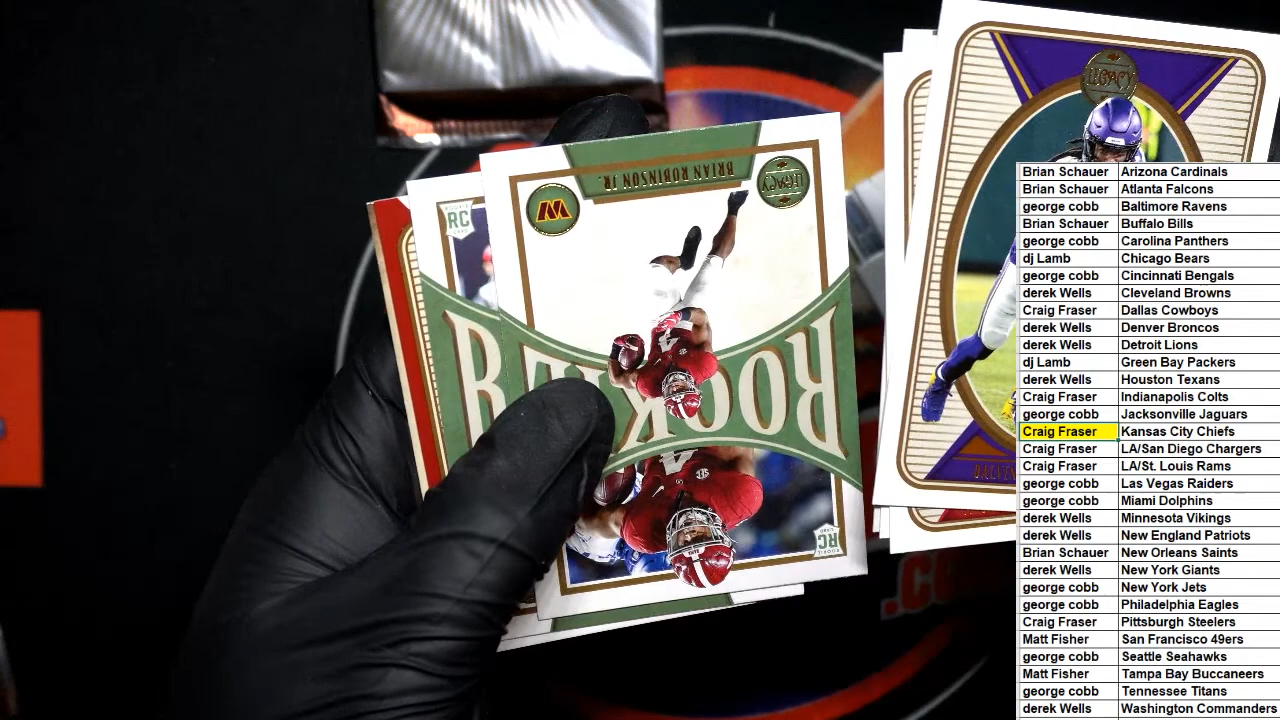 BRIAN ROBINSON JR.
LEGACY
W
ROOKIE
ROOKIE
RC
CARD
RC
LEGACY
.CO
Brian Schauer Arizona Cardinals
Brian Schauer Atlanta Falcons
george cobb Baltimore Ravens
Brian Schauer Buffalo Bills
george cobb Carolina Panthers
dj Lamb Chicago Bears
george cobb Cincinnati Bengals
derek Wells Cleveland Browns
Craig Fraser Dallas Cowboys
derek Wells Denver Broncos
derek Wells Detroit Lions
dj Lamb Green Bay Packers
derek Wells Houston Texans
Craig Fraser Indianapolis Colts
george cobb Jacksonville Jaguars
Craig Fraser Kansas City Chiefs
Craig Fraser LA/San Diego Chargers
Craig Fraser LA/St. Louis Rams
george cobb Las Vegas Raiders
george cobb Miami Dolphins
derek Wells Minnesota Vikings
derek Wells New England Patriots
Brian Schauer New Orleans Saints
derek Wells New York Giants
george cobb New York Jets
george cobb Philadelphia Eagles
Craig Fraser Pittsburgh Steelers
Matt Fisher San Francisco 49ers
george cobb Seattle Seahawks
Matt Fisher Tampa Bay Buccaneers
george cobb Tennessee Titans
derek Wells Washington Commanders